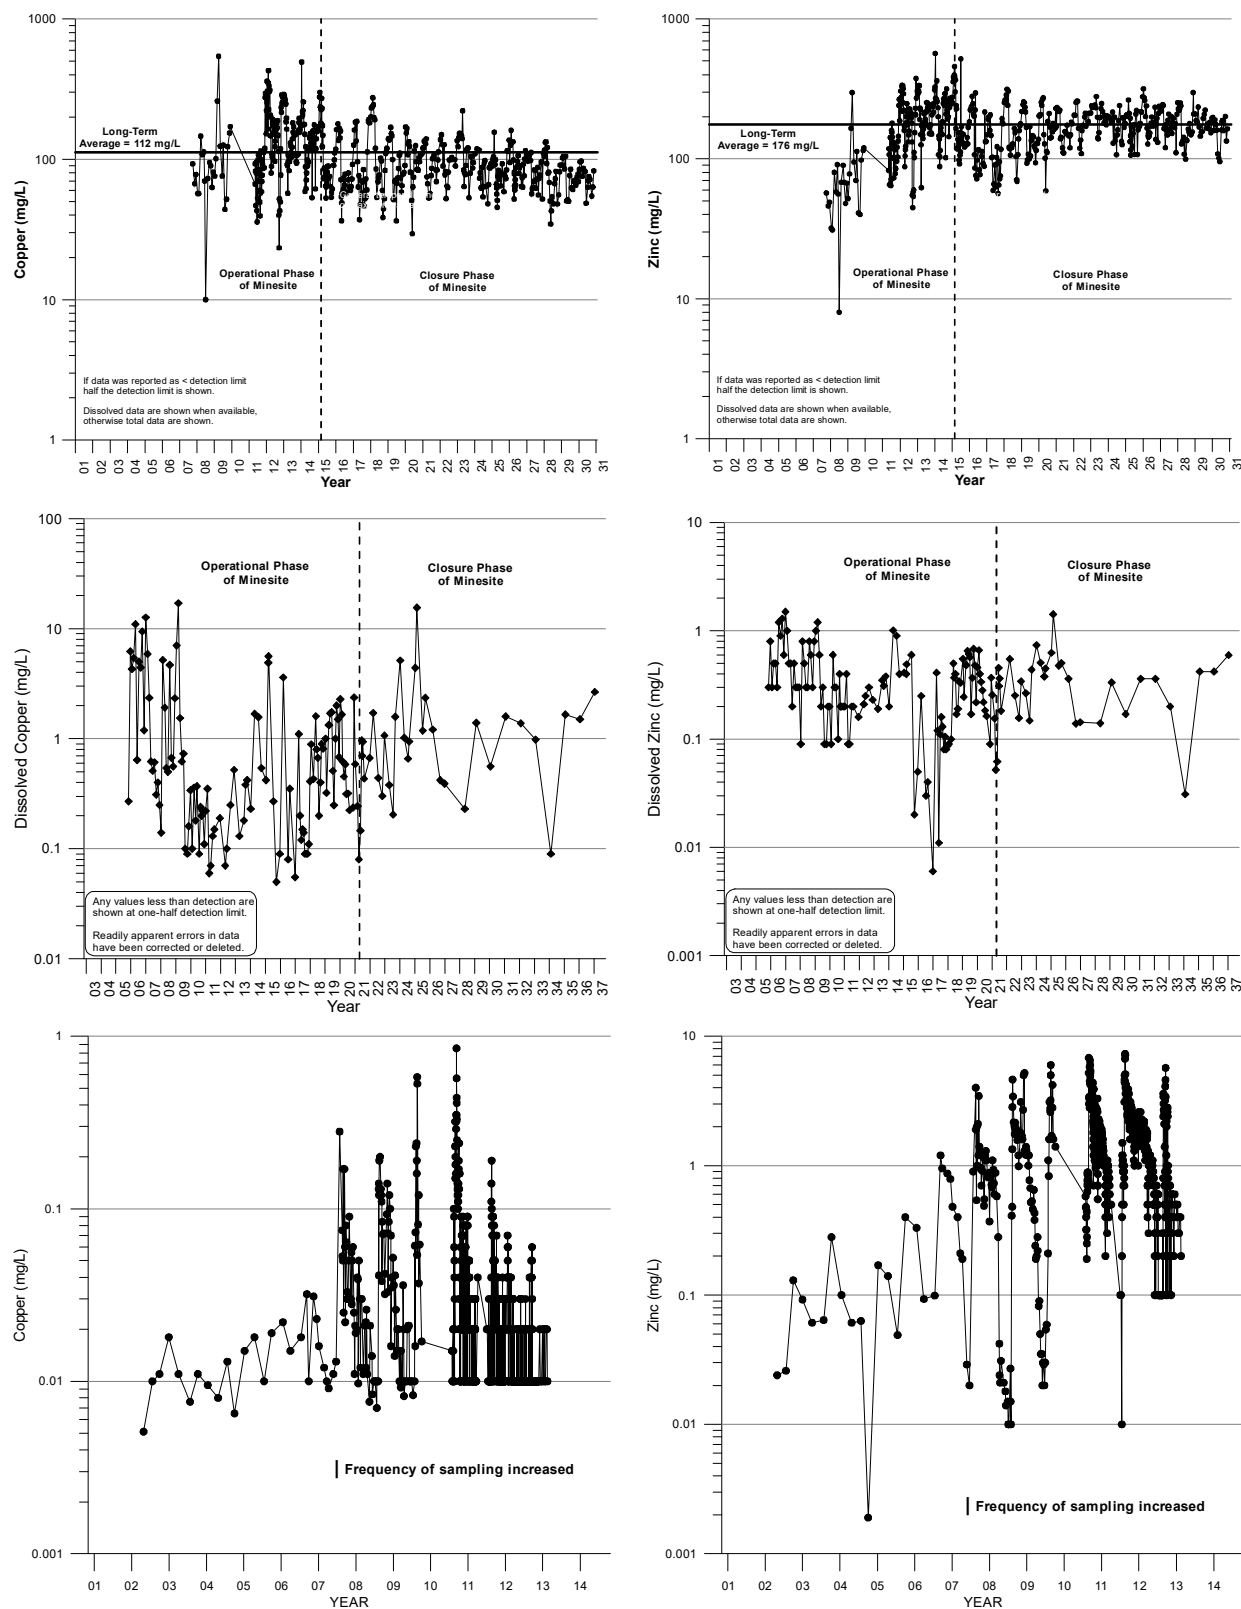 1000
100
10
1
Copper (mg/L)
Long-Term
Average = 112 mg/L
Operational Phase
of Minesite
Closure Phase
of Minesite
If data was reported as < detection limit
half the detection limit is shown.
Dissolved data are shown when available,
otherwise total data are shown.
01 02 03 04 05 06 07 08 09 10 11 12 13 14 15 16 17 18 19 20 21 22 23 24 25 26 27 28 29 30 31
Year
1000
100
10
1
Zinc (mg/L)
Long-Term
Average = 176 mg/L
Operational Phase
of Minesite
Closure Phase
of Minesite
If data was reported as < detection limit
half the detection limit is shown.
Dissolved data are shown when available,
otherwise total data are shown.
01 02 03 04 05 06 07 08 09 10 11 12 13 14 15 16 17 18 19 20 21 22 23 24 25 26 27 28 29 30 31
Year
100
10
1
0.1
0.01
Dissolved Copper (mg/L)
Operational Phase
of Minesite
Closure Phase
of Minesite
Any values less than detection are
shown at one-half detection limit.
Readily apparent errors in data
have been corrected or deleted.
03 04 05 06 07 08 09 10 11 12 13 14 15 16 17 18 19 20 21 22 23 24 25 26 27 28 29 30 31 32 33 34 35 36 37
Year
10
1
0.1
0.01
0.001
Dissolved Zinc (mg/L)
Operational Phase
of Minesite
Closure Phase
of Minesite
Any values less than detection are
shown at one-half detection limit.
Readily apparent errors in data
have been corrected or deleted.
03 04 05 06 07 08 09 10 11 12 13 14 15 16 17 18 19 20 21 22 23 24 25 26 27 28 29 30 31 32 33 34 35 36 37
Year
1
0.1
0.01
0.001
Copper (mg/L)
Frequency of sampling increased
01 02 03 04 05 06 07 08 09 10 11 12 13 14
YEAR
10
1
0.1
0.01
0.001
Zinc (mg/L)
Frequency of sampling increased
01 02 03 04 05 06 07 08 09 10 11 12 13 14
YEAR